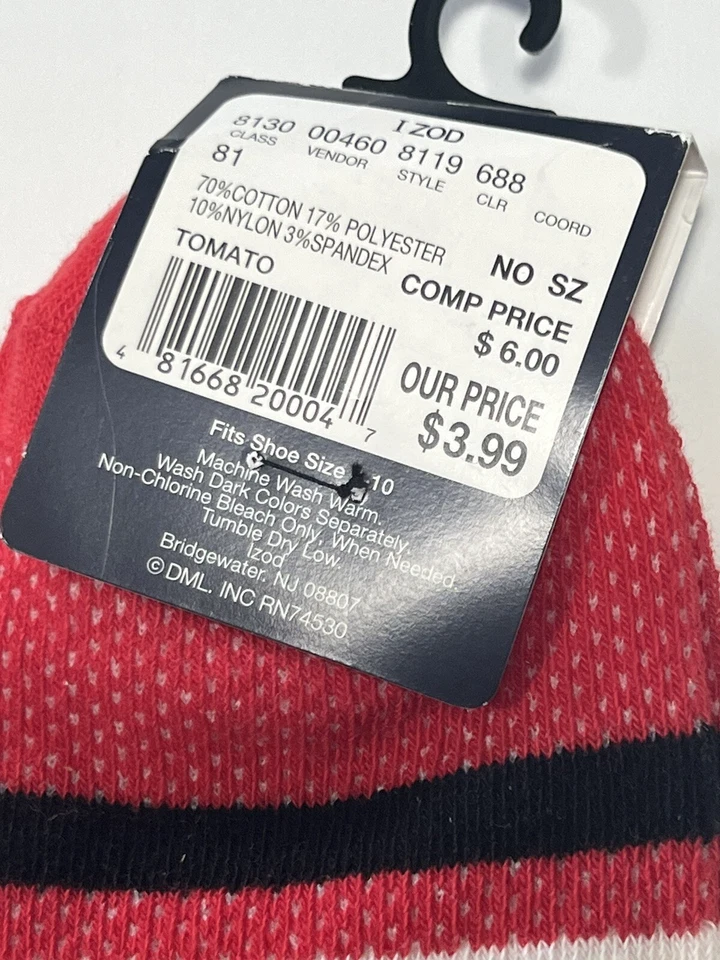 IZOD
8130 00460 8119 688
CLASS VENDOR STYLE CLR COORD
81
70%COTTON 17% POLYESTER
10%NYLON 3%SPANDEX
TOMATO
NO SZ
COMP PRICE
$ 6.00
OUR PRICE
$3.99
4 81668 20004 7
Fits Shoe Size 10
Machine Wash Warm.
Wash Dark Colors Separately.
Non-Chlorine Bleach Only, When Needed.
Tumble Dry Low.
Izod
Bridgewater, NJ 08807
©DML, INC RN74530